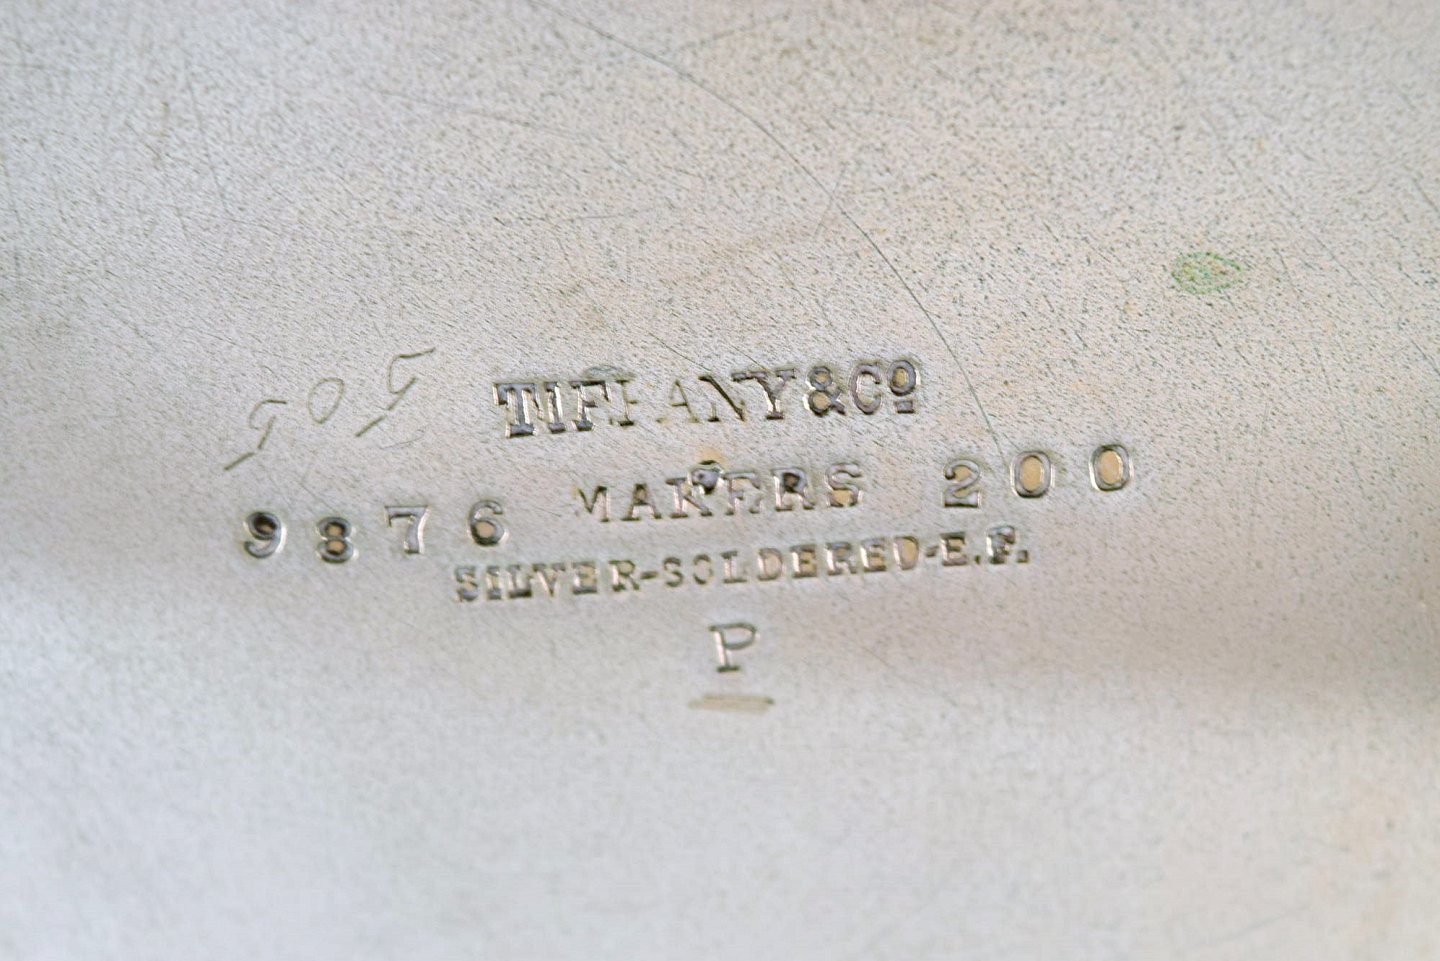 TIFFANY & Cº
9876 MAKERS 200
SILVER-SOLDERED-E.F.
P